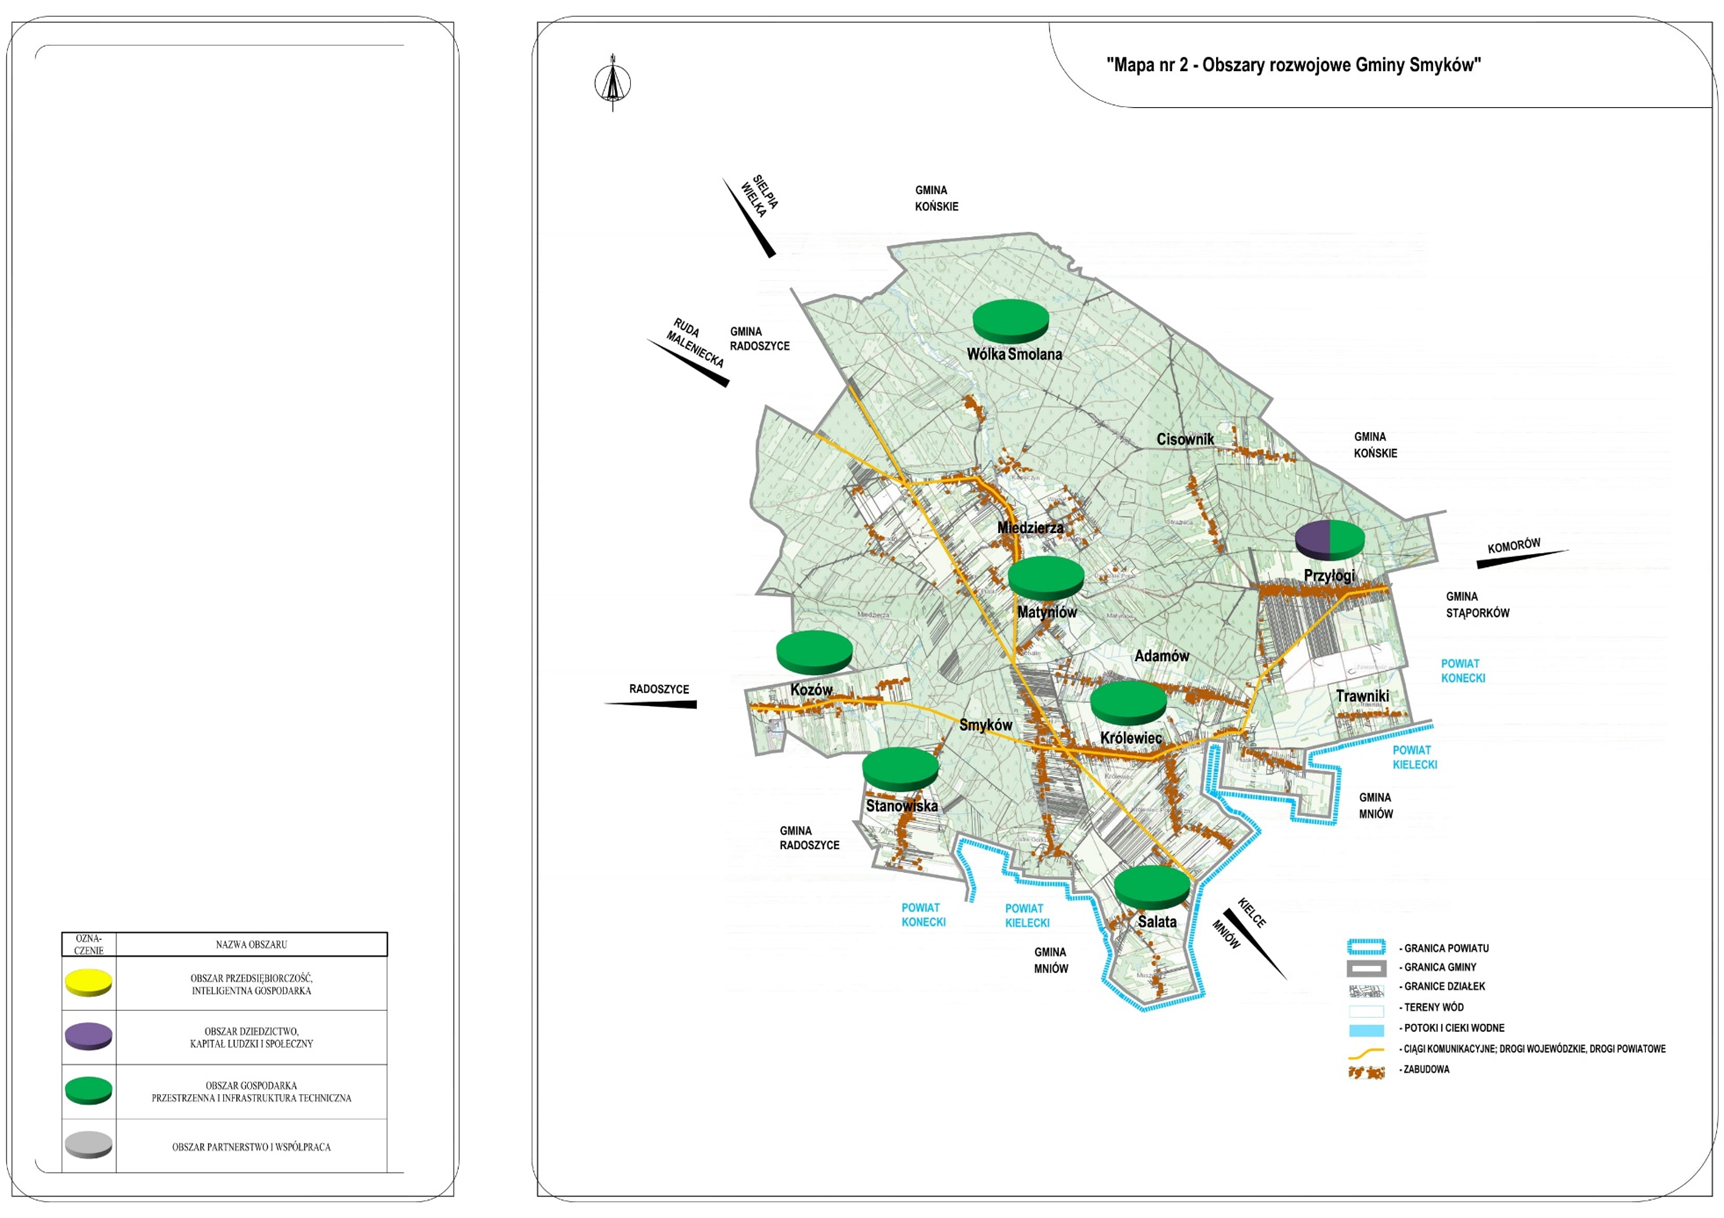 "Mapa nr 2 - Obszary rozwojowe Gminy Smyków"
N
SIELPIA
WIELKA
GMINA
KOŃSKIE
RUDA
MALENIECKA
GMINA
RADOSZYCE
Wólka Smolana
Cisownik
GMINA
KOŃSKIE
Miedzierza
KOMORÓW
Przyłogi
Matyniów
GMINA
STĄPORKÓW
Adamów
POWIAT
KONECKI
RADOSZYCE
Kozów
Trawniki
Smyków
Królewiec
POWIAT
KIELECKI
Stanowiska
GMINA
MNIÓW
GMINA
RADOSZYCE
POWIAT
KONECKI
POWIAT
KIELECKI
Salata
KIELCE
MNIÓW
GMINA
MNIÓW
OZNA-
CZENIE
NAZWA OBSZARU
OBSZAR PRZEDSIĘBIORCZOŚĆ,
INTELIGENTNA GOSPODARKA
OBSZAR DZIEDZICTWO,
KAPITAŁ LUDZKI I SPOŁECZNY
OBSZAR GOSPODARKA
PRZESTRZENNA I INFRASTRUKTURA TECHNICZNA
OBSZAR PARTNERSTWO I WSPÓŁPRACA
- GRANICA POWIATU
- GRANICA GMINY
- GRANICE DZIAŁEK
- TERENY WÓD
- POTOKI I CIEKI WODNE
- CIĄGI KOMUNIKACYJNE; DROGI WOJEWÓDZKIE, DROGI POWIATOWE
- ZABUDOWA